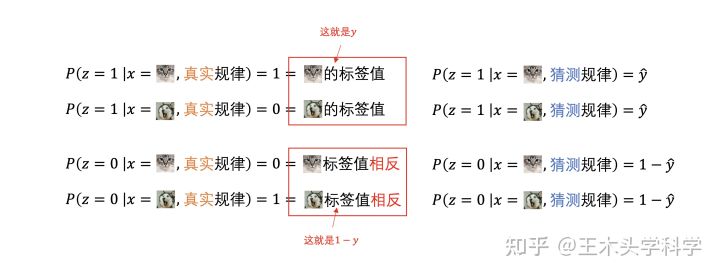 这就是y
P(z = 1 |x = , 真实规律) = 1 = 的标签值
P(z = 1 |x = , 猜测规律) = ŷ
P(z = 1 |x = , 真实规律) = 0 = 的标签值
P(z = 1 |x = , 猜测规律) = ŷ
P(z = 0 |x = , 真实规律) = 0 = 标签值相反
P(z = 0 |x = , 猜测规律) = 1 − ŷ
P(z = 0 |x = , 真实规律) = 1 = 标签值相反
P(z = 0 |x = , 猜测规律) = 1 − ŷ
这就是1 − y
知乎 @王木头学科学